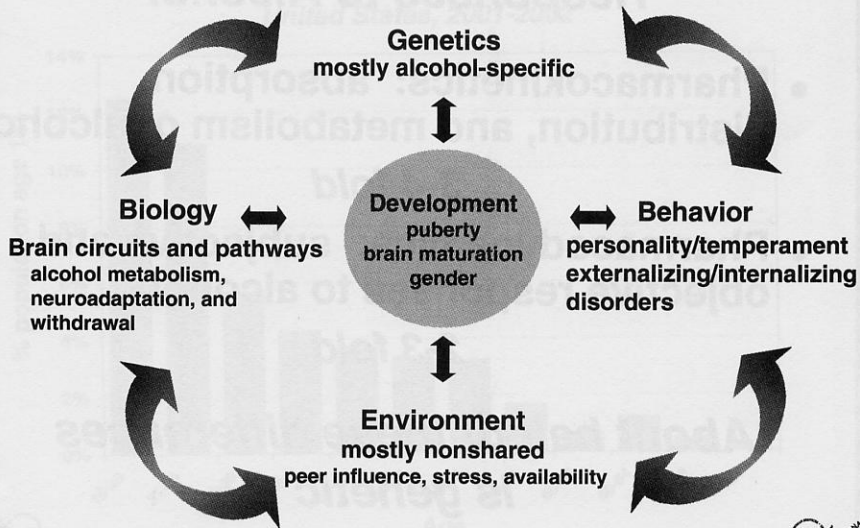 Genetics
mostly alcohol-specific
Development
puberty
brain maturation
gender
Biology
Brain circuits and pathways
alcohol metabolism,
neuroadaptation, and
withdrawal
Behavior
personality/temperament
externalizing/internalizing
disorders
Environment
mostly nonshared
peer influence, stress, availability